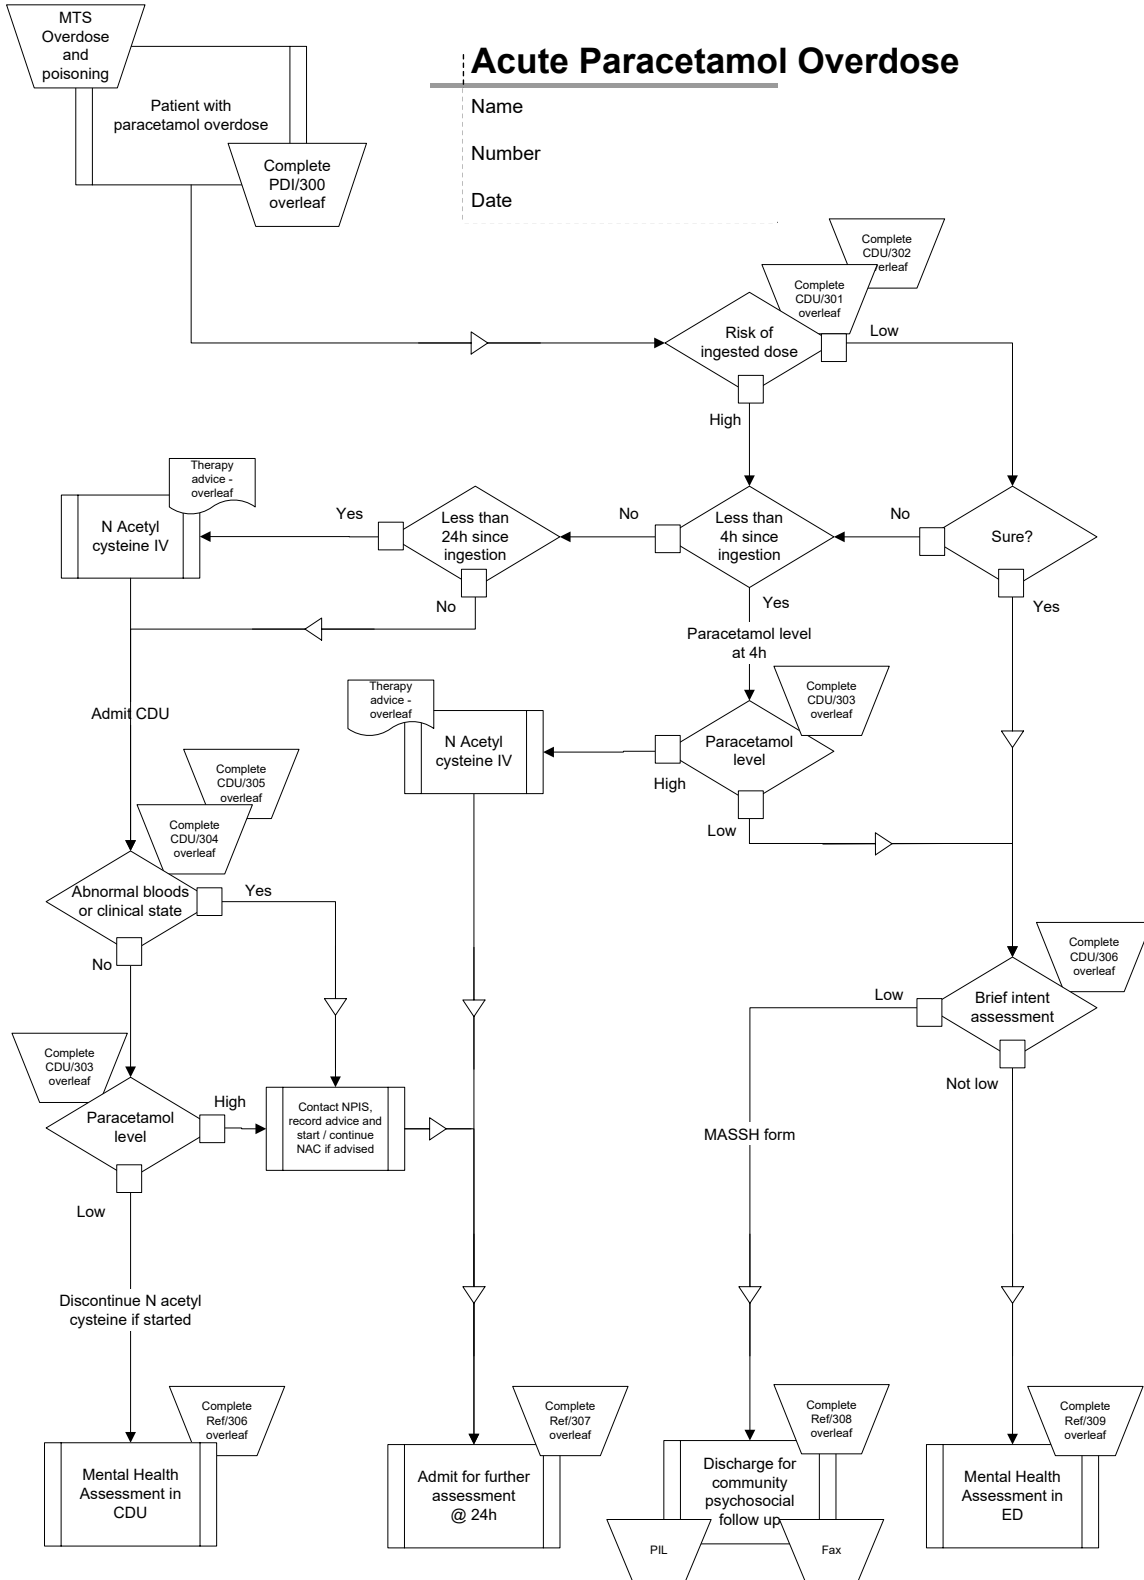 MTS
Overdose
and
poisoning
Acute Paracetamol Overdose
Name
Number
Date
Patient with
paracetamol overdose
Complete
PDI/300
overleaf
Complete
CDU/302
verleaf
Complete
CDU/301
overleaf
Risk of
ingested dose
Low
High
Therapy
advice -
overleaf
N Acetyl
cysteine IV
Yes
Less than
24h since
ingestion
No
No
Less than
4h since
ingestion
Yes
No
Sure?
Yes
Paracetamol level
at 4h
Admit CDU
Therapy
advice -
overleaf
N Acetyl
cysteine IV
Complete
CDU/303
overleaf
Paracetamol
level
High
Low
Complete
CDU/305
overleaf
Complete
CDU/304
overleaf
Abnormal bloods
or clinical state
Yes
No
Complete
CDU/306
overleaf
Low
Brief intent
assessment
Not low
Complete
CDU/303
overleaf
Paracetamol
level
High
Low
Contact NPIS,
record advice and
start / continue
NAC if advised
MASSH form
Discontinue N acetyl
cysteine if started
Complete
Ref/306
overleaf
Mental Health
Assessment in
CDU
Complete
Ref/307
overleaf
Admit for further
assessment
@ 24h
Complete
Ref/308
overleaf
Discharge for
community
psychosocial
follow up
PIL
Fax
Complete
Ref/309
overleaf
Mental Health
Assessment in
ED